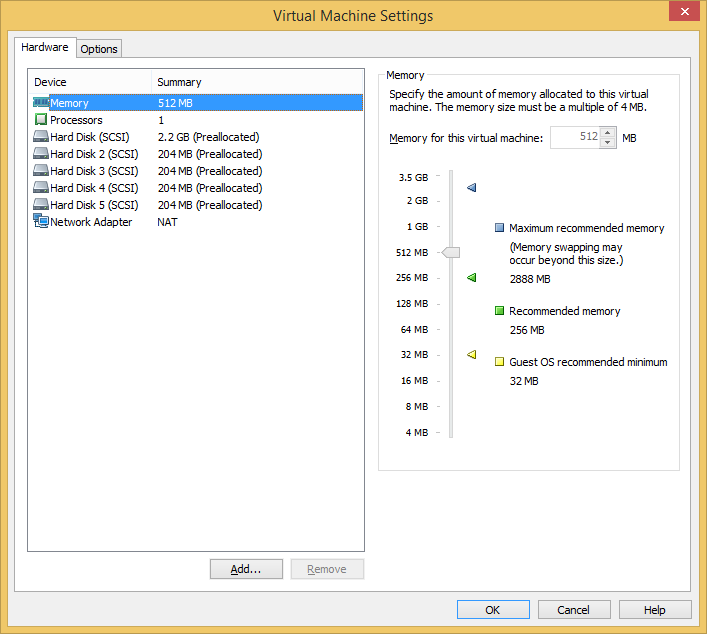 Virtual Machine Settings
Hardware
Options
Device Summary
Memory 512 MB
Processors 1
Hard Disk (SCSI) 2.2 GB (Preallocated)
Hard Disk 2 (SCSI) 204 MB (Preallocated)
Hard Disk 3 (SCSI) 204 MB (Preallocated)
Hard Disk 4 (SCSI) 204 MB (Preallocated)
Hard Disk 5 (SCSI) 204 MB (Preallocated)
Network Adapter NAT
Add...
Remove
Memory
Specify the amount of memory allocated to this virtual
machine. The memory size must be a multiple of 4 MB.
Memory for this virtual machine: 512 MB
3.5 GB
2 GB
1 GB
512 MB
256 MB
128 MB
64 MB
32 MB
16 MB
8 MB
4 MB
Maximum recommended memory
(Memory swapping may
occur beyond this size.)
2888 MB
Recommended memory
256 MB
Guest OS recommended minimum
32 MB
OK
Cancel
Help